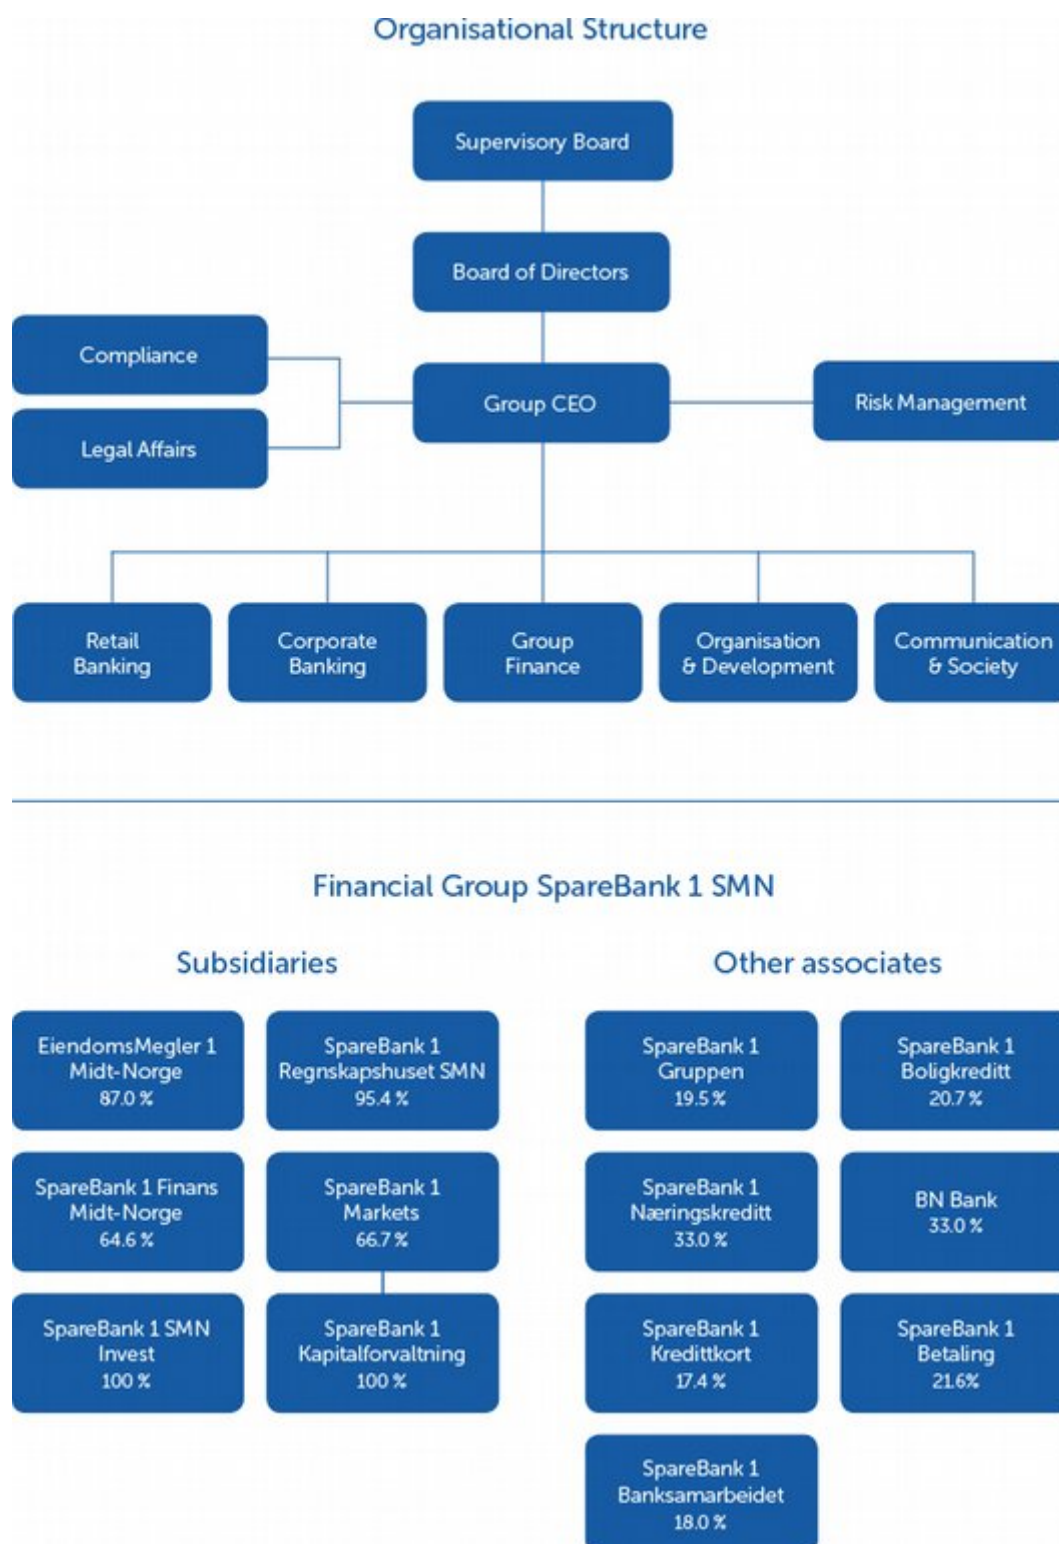 Organisational Structure
Supervisory Board
Board of Directors
Compliance
Group CEO
Risk Management
Legal Affairs
Retail
Banking
Corporate
Banking
Group
Finance
Organisation
& Development
Communication
& Society
Financial Group SpareBank 1 SMN
Subsidiaries
Other associates
EiendomsMegler 1
Midt-Norge
87.0 %
SpareBank 1
Regnskapshuset SMN
95.4 %
SpareBank 1
Gruppen
19.5 %
SpareBank 1
Boligkreditt
20.7 %
SpareBank 1 Finans
Midt-Norge
64.6 %
SpareBank 1
Markets
66.7 %
SpareBank 1
Næringskreditt
33.0 %
BN Bank
33.0 %
SpareBank 1 SMN
Invest
100 %
SpareBank 1
Kapitalforvaltning
100 %
SpareBank 1
Kredittkort
17.4 %
SpareBank 1
Betaling
21.6%
SpareBank 1
Banksamarbeidet
18.0 %